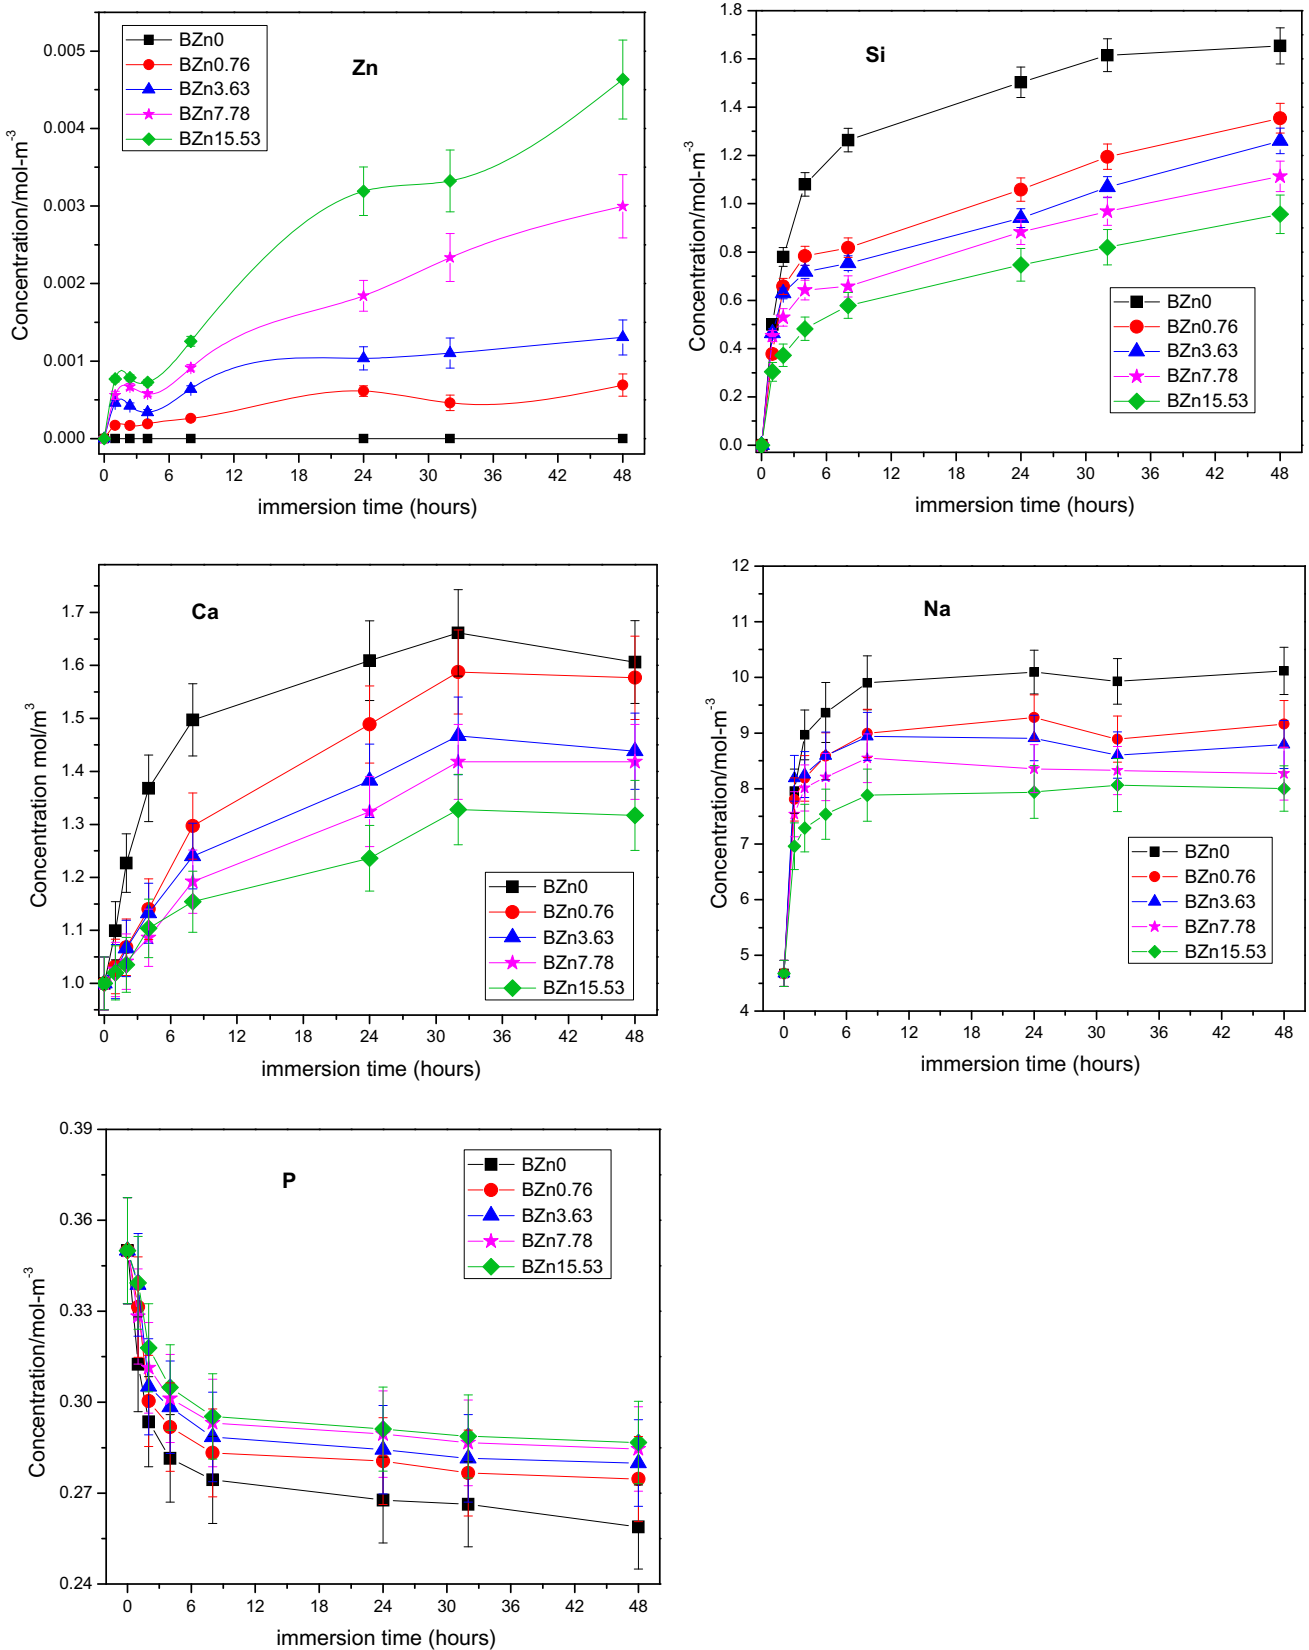 Zn
BZn0
BZn0.76
BZn3.63
BZn7.78
BZn15.53
Concentration/mol-m-3
0.005
0.004
0.003
0.002
0.001
0.000
0 6 12 18 24 30 36 42 48
immersion time (hours)
Si
Concentration/mol-m-3
1.8
1.6
1.4
1.2
1.0
0.8
0.6
0.4
0.2
0.0
BZn0
BZn0.76
BZn3.63
BZn7.78
BZn15.53
0 6 12 18 24 30 36 42 48
immersion time (hours)
Ca
Concentration mol/m3
1.7
1.6
1.5
1.4
1.3
1.2
1.1
1.0
BZn0
BZn0.76
BZn3.63
BZn7.78
BZn15.53
0 6 12 18 24 30 36 42 48
immersion time (hours)
Na
Concentration/mol-m-3
12
11
10
9
8
7
6
5
4
BZn0
BZn0.76
BZn3.63
BZn7.78
BZn15.53
0 6 12 18 24 30 36 42 48
immersion time (hours)
P
BZn0
BZn0.76
BZn3.63
BZn7.78
BZn15.53
Concentration/mol-m-3
0.39
0.36
0.33
0.30
0.27
0.24
0 6 12 18 24 30 36 42 48
immersion time (hours)